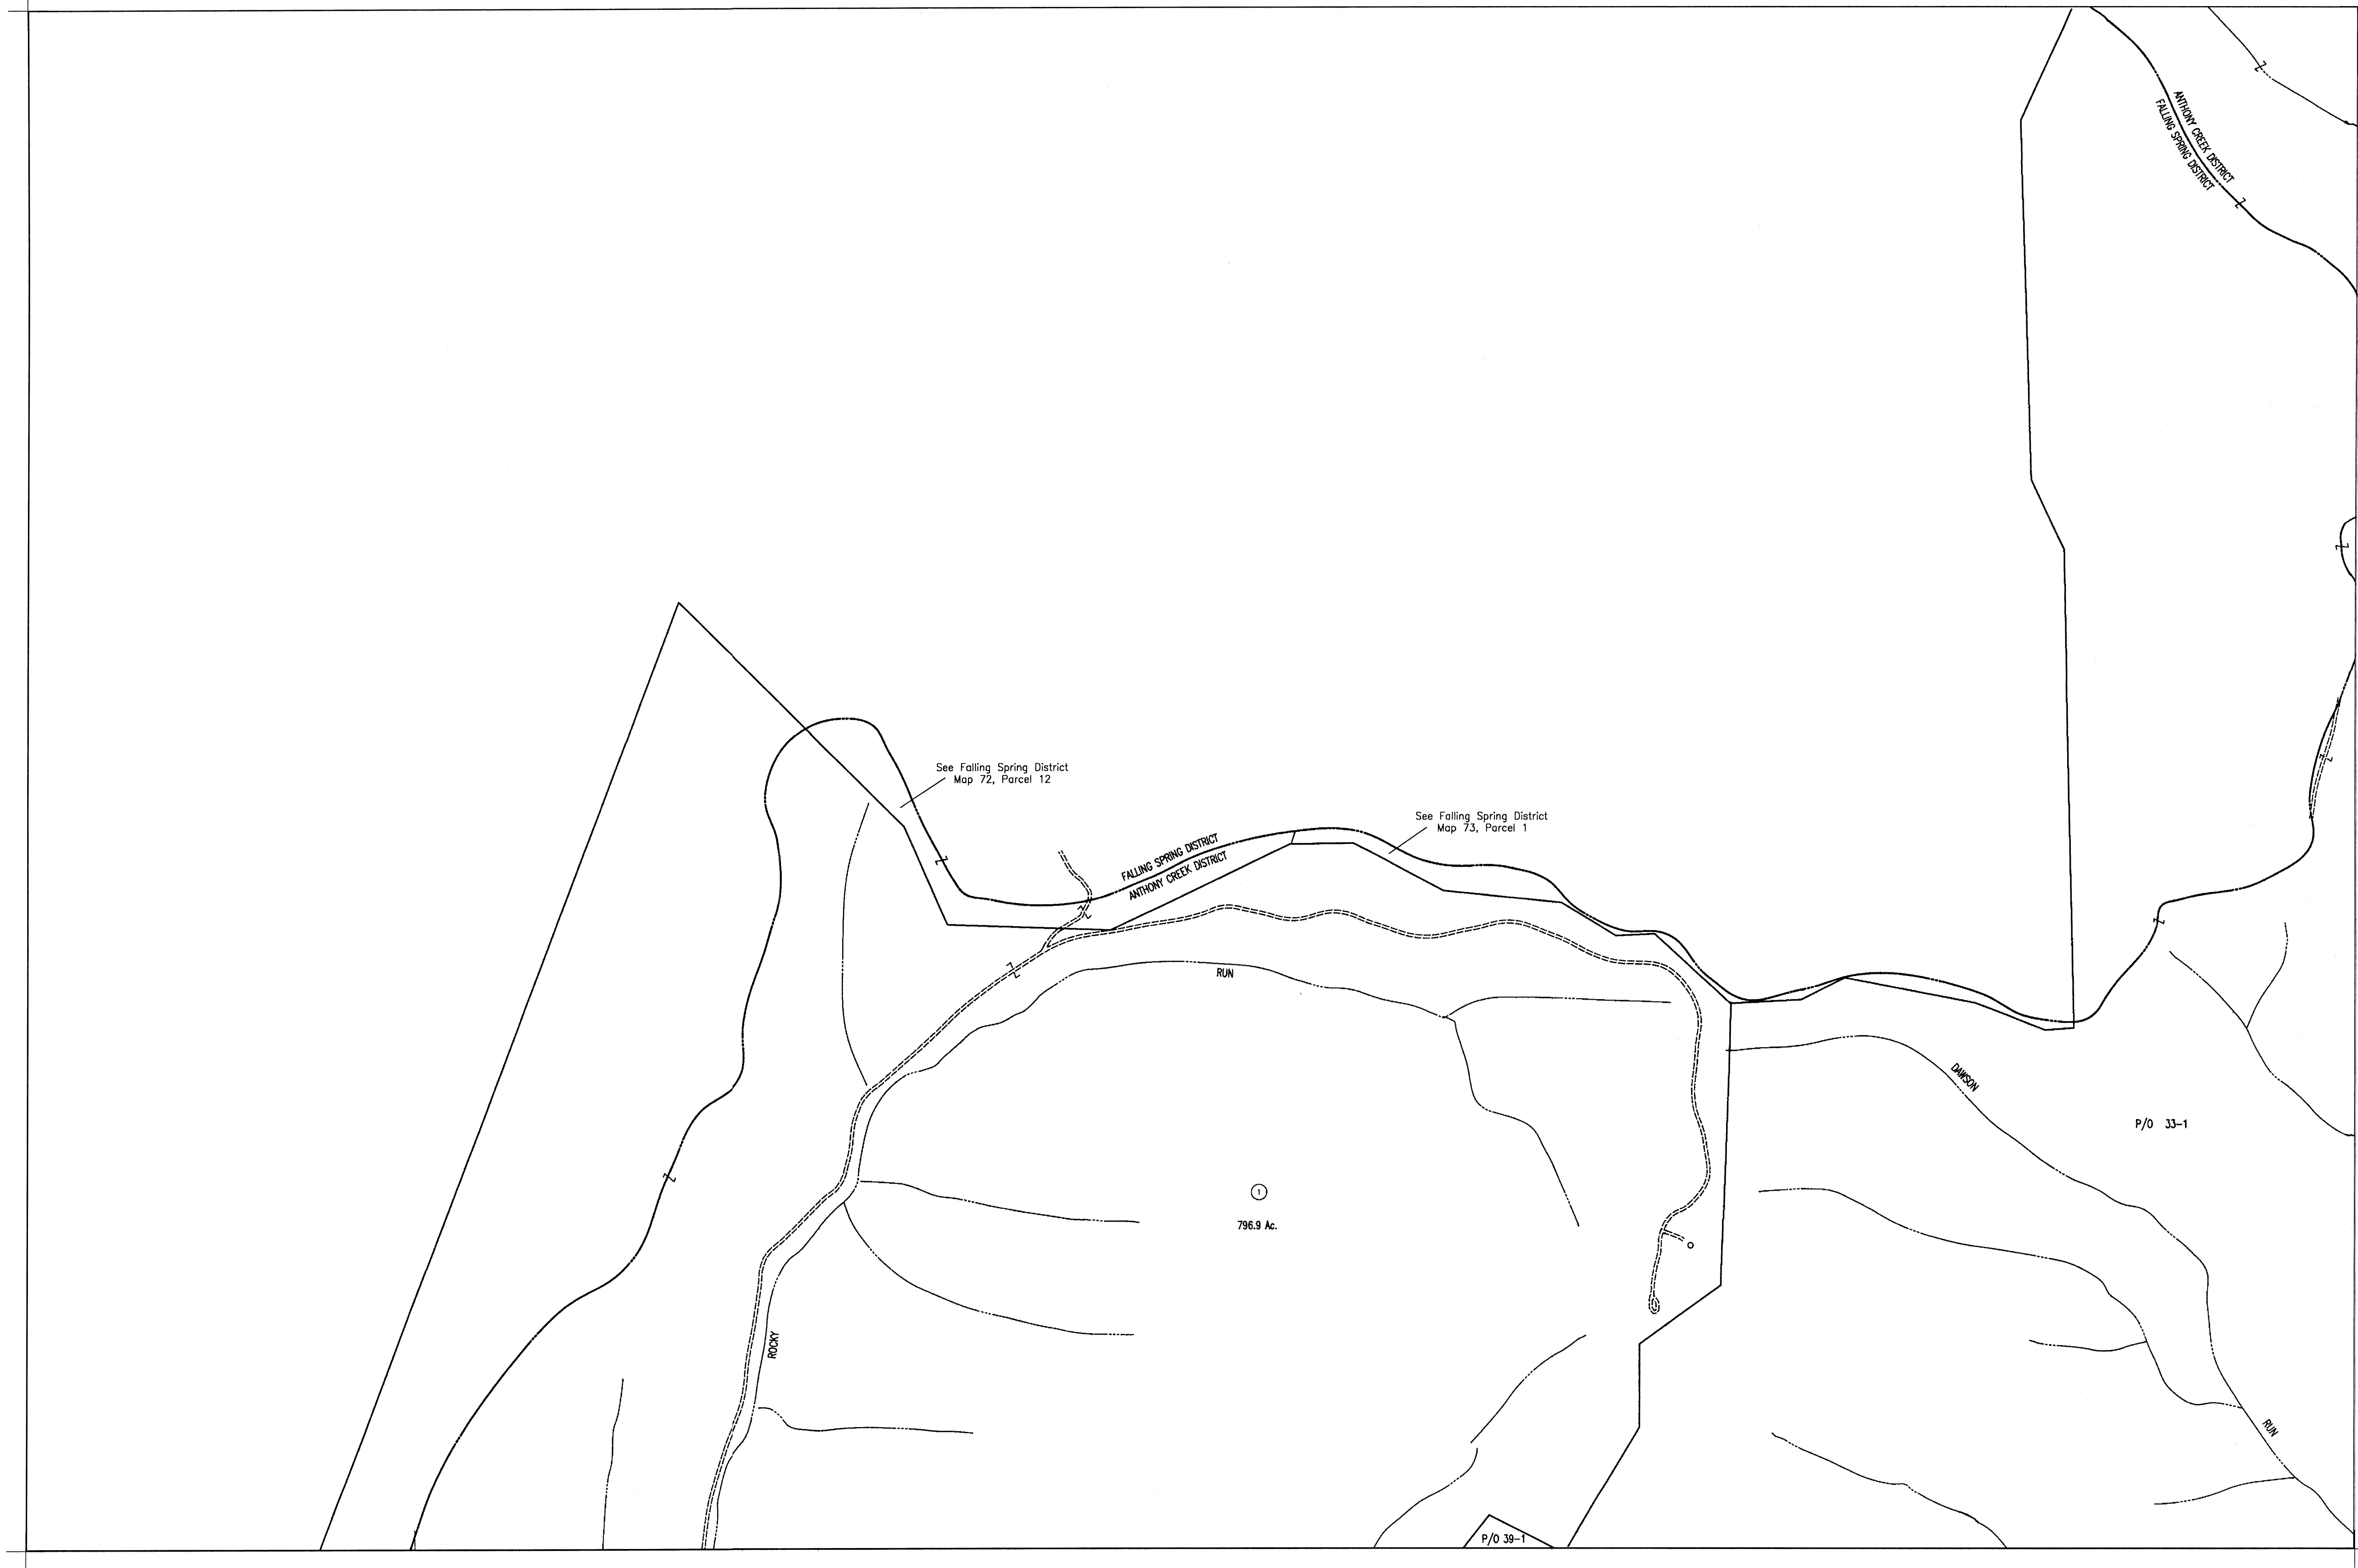 ANTHONY CREEK DISTRICT
FALLING SPRING DISTRICT
See Falling Spring District
Map 72, Parcel 12
See Falling Spring District
Map 73, Parcel 1
FALLING SPRING DISTRICT
ANTHONY CREEK DISTRICT
RUN
DAWSON
P/O 33-1
1
796.9 Ac.
ROCKY
RUN
P/O 39-1